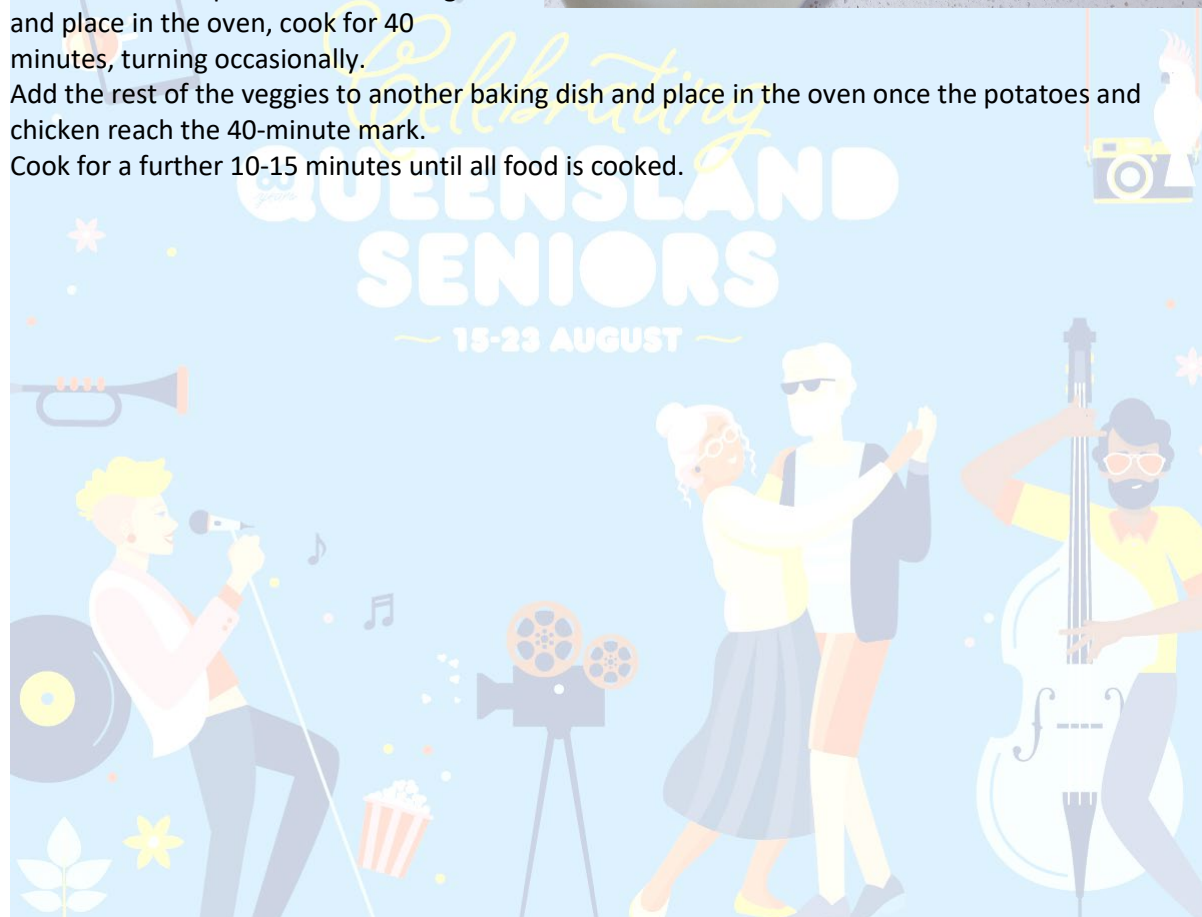 and place in the oven, cook for 40
minutes, turning occasionally.
Add the rest of the veggies to another baking dish and place in the oven once the potatoes and
chicken reach the 40-minute mark.
Cook for a further 10-15 minutes until all food is cooked.
Celebrating
QUEENSLAND
SENIORS
15-23 AUGUST